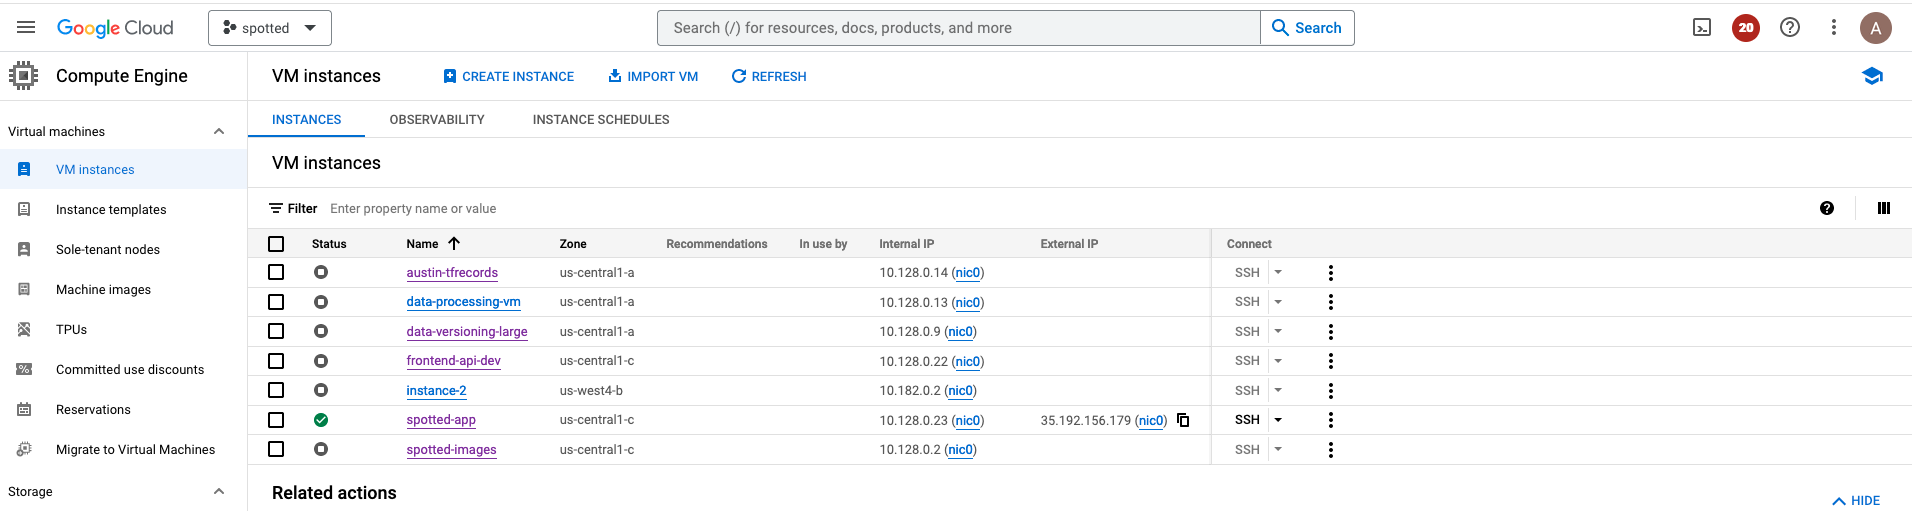 Google Cloud spotted Search (/) for resources, docs, products, and more Search 20 A
Compute Engine VM instances CREATE INSTANCE IMPORT VM REFRESH
INSTANCES OBSERVABILITY INSTANCE SCHEDULES
Virtual machines
VM instances
Instance templates
Sole-tenant nodes
Machine images
TPUs
Committed use discounts
Reservations
Migrate to Virtual Machines
Storage
VM instances
Filter Enter property name or value
Status Name Zone Recommendations In use by Internal IP External IP Connect
austin-tfrecords us-central1-a 10.128.0.14 (nic0) SSH
data-processing-vm us-central1-a 10.128.0.13 (nic0) SSH
data-versioning-large us-central1-a 10.128.0.9 (nic0) SSH
frontend-api-dev us-central1-c 10.128.0.22 (nic0) SSH
instance-2 us-west4-b 10.182.0.2 (nic0) SSH
spotted-app us-central1-c 10.128.0.23 (nic0) 35.192.156.179 (nic0) SSH
spotted-images us-central1-c 10.128.0.2 (nic0) SSH
Related actions
HIDE